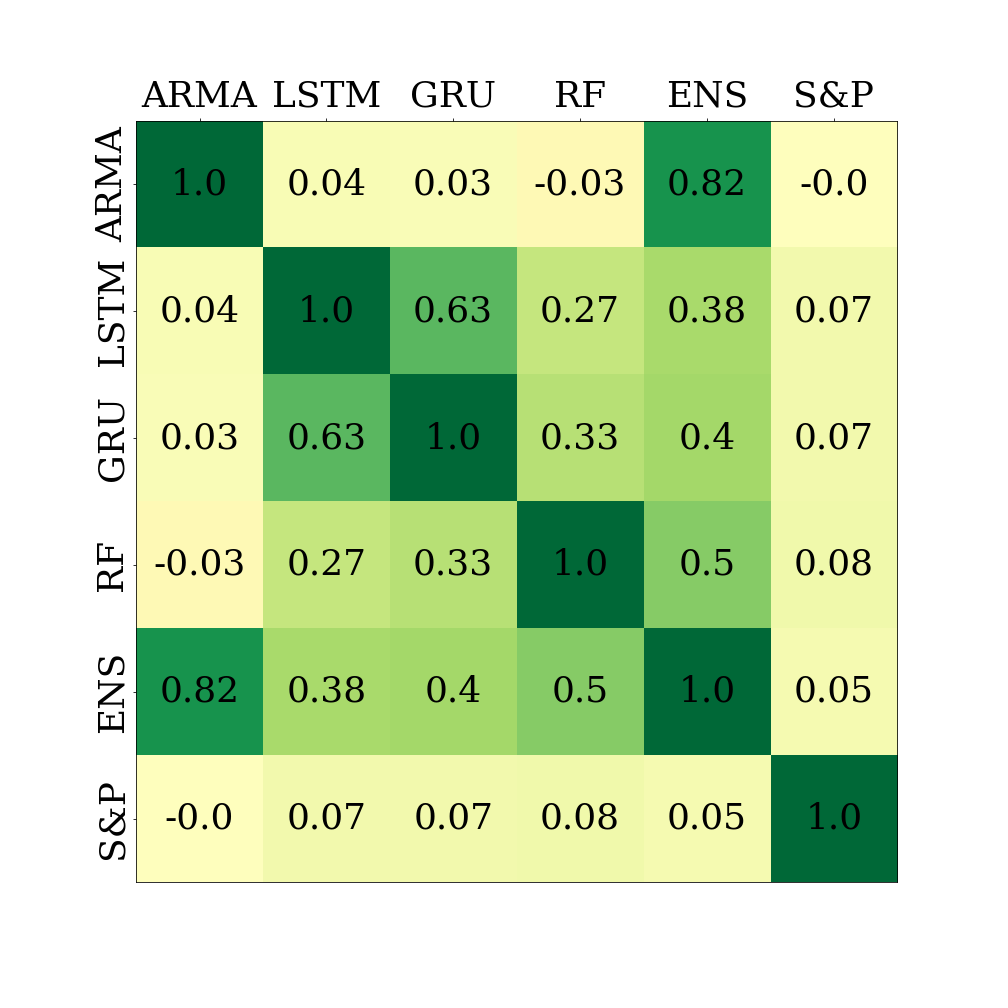 ARMA LSTM GRU RF ENS S&P
ARMA 1.0 0.04 0.03 -0.03 0.82 -0.0
LSTM 0.04 1.0 0.63 0.27 0.38 0.07
GRU 0.03 0.63 1.0 0.33 0.4 0.07
RF -0.03 0.27 0.33 1.0 0.5 0.08
ENS 0.82 0.38 0.4 0.5 1.0 0.05
S&P -0.0 0.07 0.07 0.08 0.05 1.0